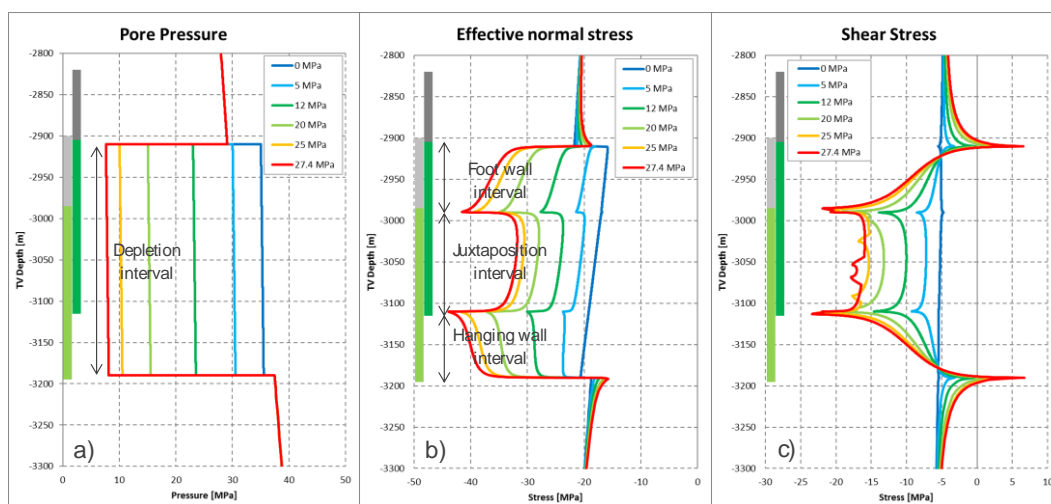 Pore Pressure
-2800
-2850
-2900
-2950
-3000
-3050
-3100
-3150
-3200
-3250
-3300
TV Depth [m]
0 MPa
5 MPa
12 MPa
20 MPa
25 MPa
27.4 MPa
Depletion
interval
a)
0
10
20
30
40
50
Pressure [MPa]
Effective normal stress
-2800
-2850
-2900
-2950
-3000
-3050
-3100
-3150
-3200
-3250
-3300
TV Depth [m]
0 MPa
5 MPa
12 MPa
20 MPa
25 MPa
27.4 MPa
Foot wall
interval
Juxtaposition
interval
Hanging wall
interval
b)
-50
-40
-30
-20
-10
0
Stress [MPa]
Shear Stress
-2800
-2850
-2900
-2950
-3000
-3050
-3100
-3150
-3200
-3250
-3300
TV Depth [m]
0 MPa
5 MPa
12 MPa
20 MPa
25 MPa
27.4 MPa
c)
-30
-25
-20
-15
-10
-5
0
5
10
Stress [MPa]